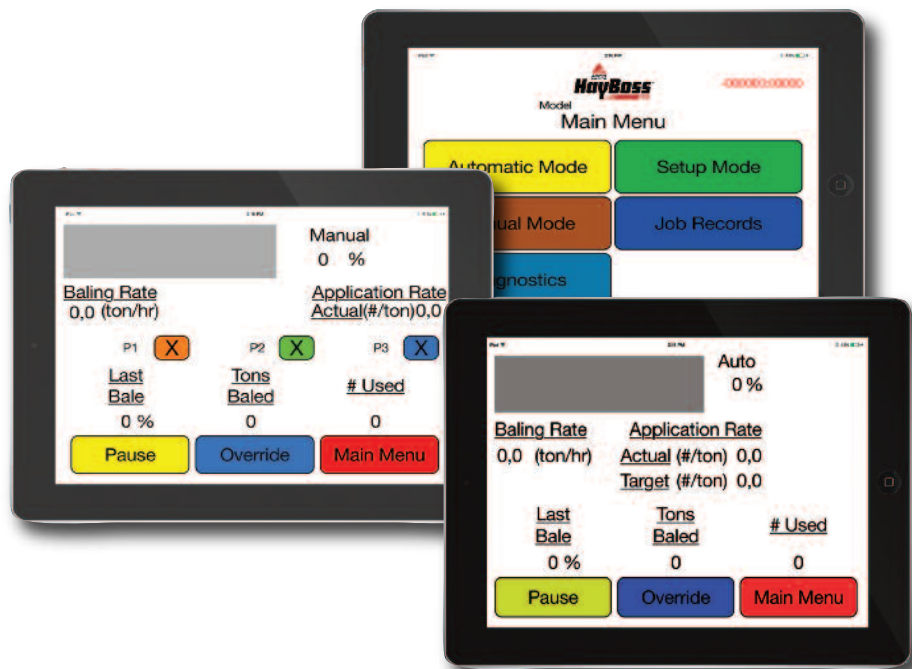 HayBoss
Model
Main Menu
Automatic Mode
Setup Mode
Job Records
Manual
0 %
Baling Rate
0,0 (ton/hr)
Application Rate
Actual(#/ton)0,0
P1 X
P2 X
P3 X
Last
Bale
0 %
Tons
Baled
0
# Used
0
Pause
Override
Main Menu
Auto
0 %
Baling Rate
0,0 (ton/hr)
Application Rate
Actual (#/ton) 0,0
Target (#/ton) 0,0
Last
Bale
0 %
Tons
Baled
0
# Used
0
Pause
Override
Main Menu